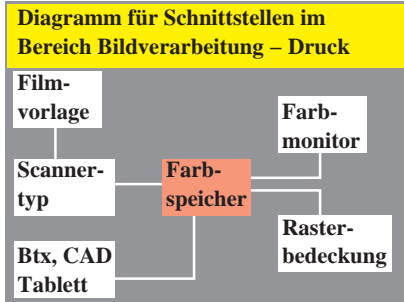 Diagramm für Schnittstellen im
Bereich Bildverarbeitung – Druck
Film-
vorlage
Farb-
monitor
Scanner-
typ
Farb-
speicher
Raster-
bedeckung
Btx, CAD
Tablett